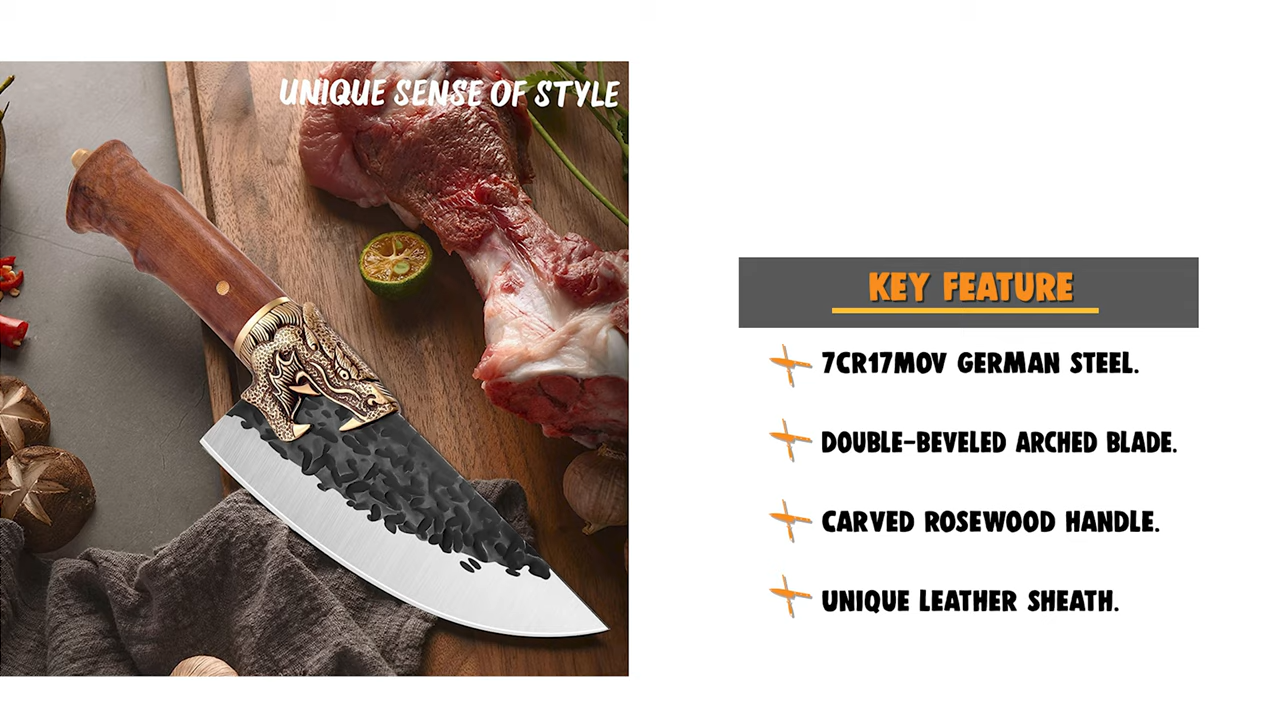 UNIQUE SENSE OF STYLE
KEY FEATURE
7CR17MOV GERMAN STEEL.
DOUBLE-BEVELED ARCHED BLADE.
CARVED ROSEWOOD HANDLE.
UNIQUE LEATHER SHEATH.